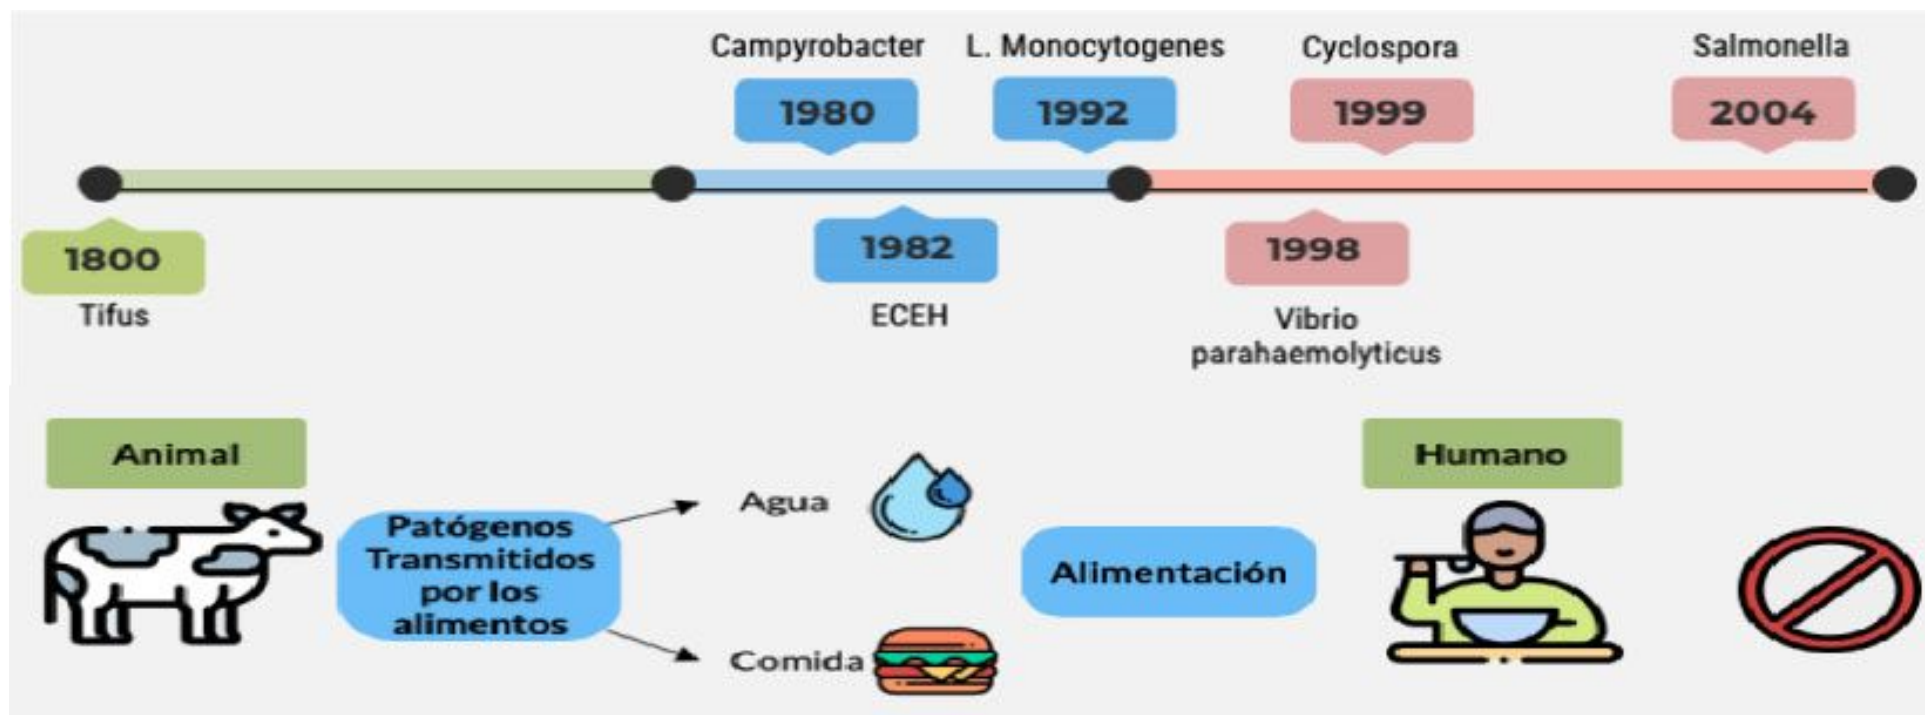 Campyrobacter
L. Monocytogenes
Cyclospora
Salmonella
1980
1992
1999
2004
1800
1982
1998
Tifus
ECEH
Vibrio
parahaemolyticus
Animal
Humano
Patógenos
Transmitidos
por los
alimentos
Agua
Alimentación
Comida